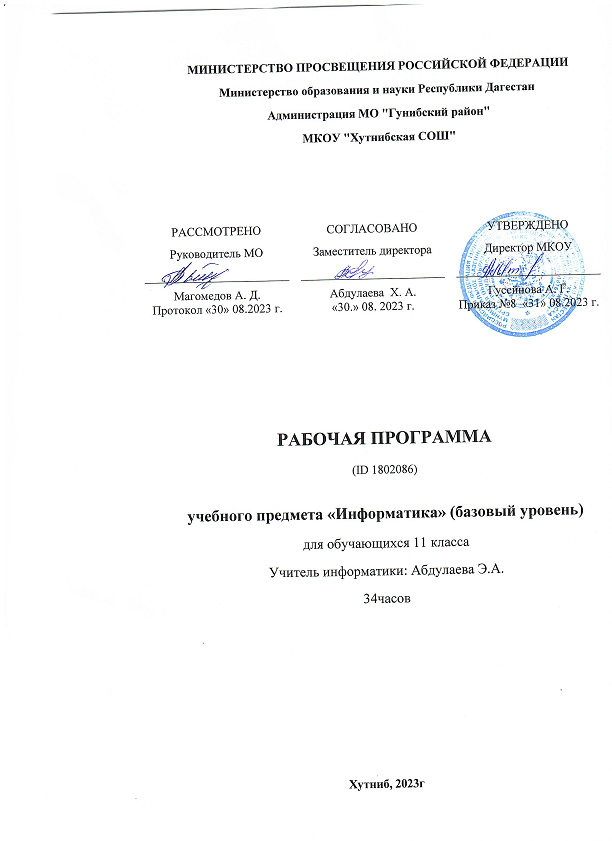 МИНИСТЕРСТВО ПРОСВЕЩЕНИЯ РОССИЙСКОЙ ФЕДЕРАЦИИ
Министерство образования и науки Республики Дагестан
Администрация МО "Гунибский район"
МКОУ "Хутнибская СОШ"
РАССМОТРЕНО
Руководитель МО
Магомедов А. Д.
Протокол «30» 08.2023 г.
СОГЛАСОВАНО
Заместитель директора
Абдулаева Х. А.
«30.» 08. 2023 г.
УТВЕРЖДЕНО
Директор МКОУ
Гусейнова А. Г.
Приказ №8 «31» 08.2023 г.
РАБОЧАЯ ПРОГРАММА
(ID 1802086)
учебного предмета «Информатика» (базовый уровень)
для обучающихся 11 класса
Учитель информатики: Абдулаева Э.А.
34часов
Хутниб, 2023г